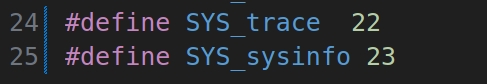 24 #define SYS_trace  22
25 #define SYS_sysinfo 23